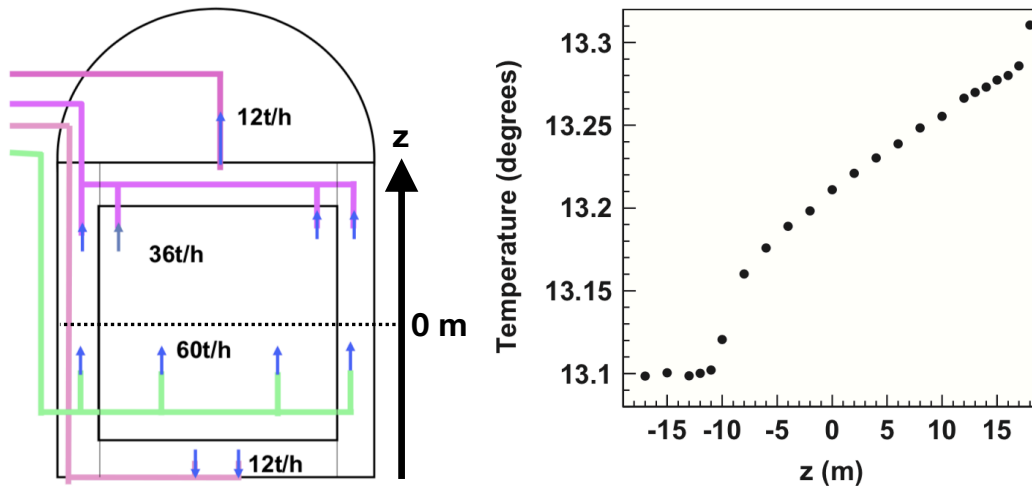 12t/h
z
36t/h
0 m
60t/h
12t/h
Temperature (degrees)
13.3
13.25
13.2
13.15
13.1
-15 -10 -5 0 5 10 15
z (m)